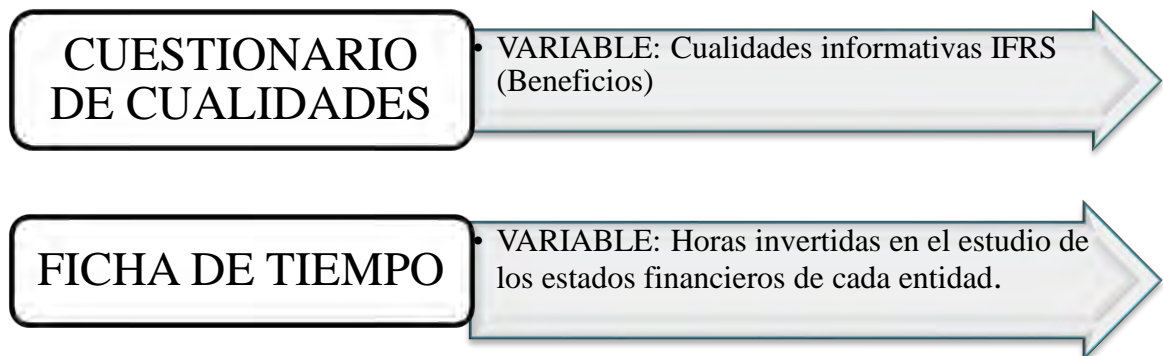 CUESTIONARIO
DE CUALIDADES
• VARIABLE: Cualidades informativas IFRS
(Beneficios)
FICHA DE TIEMPO
• VARIABLE: Horas invertidas en el estudio de
los estados financieros de cada entidad.